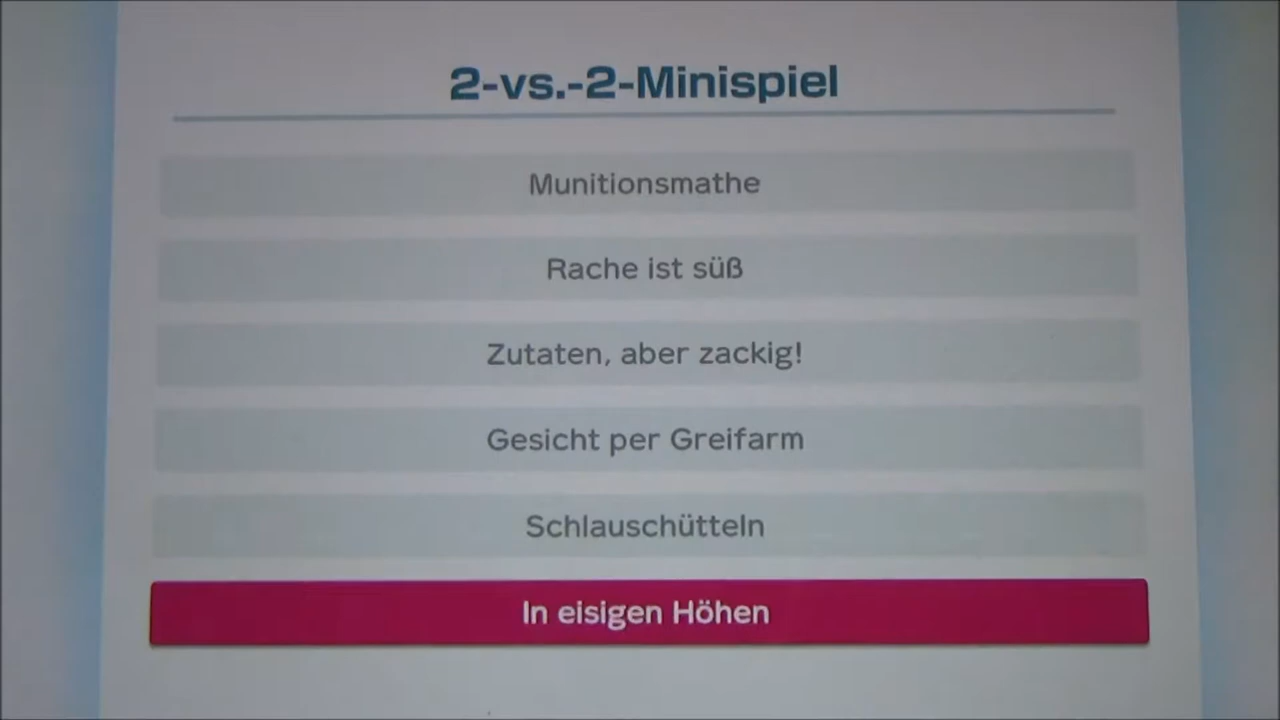 2-vs.-2-Minispiel
Munitionsmathe
Rache ist süß
Zutaten, aber zackig!
Gesicht per Greifarm
Schlauschütteln
In eisigen Höhen